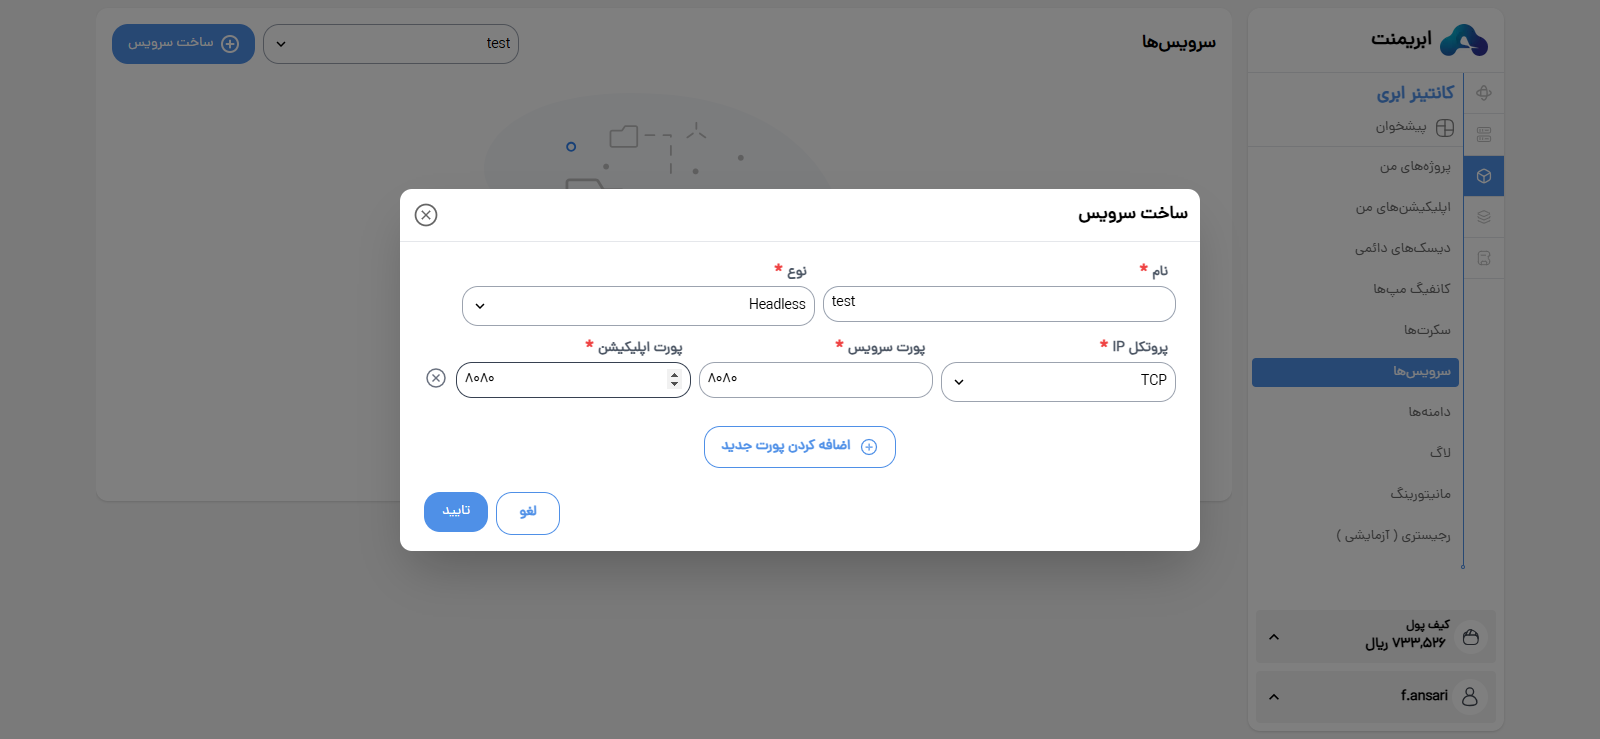 ابریمنت
کانتینر ابری
پیشخوان
پروژه‌های من
اپلیکیشن‌های من
دیسک‌های دائمی
کانفیگ مپ‌ها
سکرت‌ها
سرویس‌ها
دامنه‌ها
لاگ
مانیتورینگ
رجیستری ( آزمایشی )
کیف پول
۷۳۳,۵۲۶ ریال
f.ansari
سرویس‌ها
test
ساخت سرویس
ساخت سرویس
نام *
نوع *
test
Headless
پروتکل IP *
پورت سرویس *
پورت اپلیکیشن *
TCP
۸۰۸۰
۸۰۸۰
اضافه کردن پورت جدید
لغو
تایید